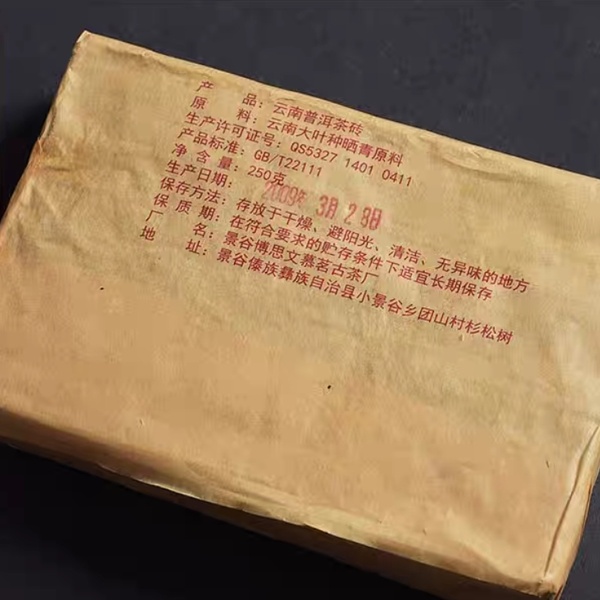 产品：云南普洱茶砖
原料：云南大叶种晒青原料
生产许可证号：QS5327 1401 0411
产品标准：GB/T22111
净含量：250克
生产日期：2009年 3月 28日
保存方法：存放于干燥、避阳光、清洁、无异味的地方
保质期：在符合要求的贮存条件下适宜长期保存
厂名：景谷博思文慕茗古茶厂
地址：景谷傣族彝族自治县小景谷乡团山村杉松树